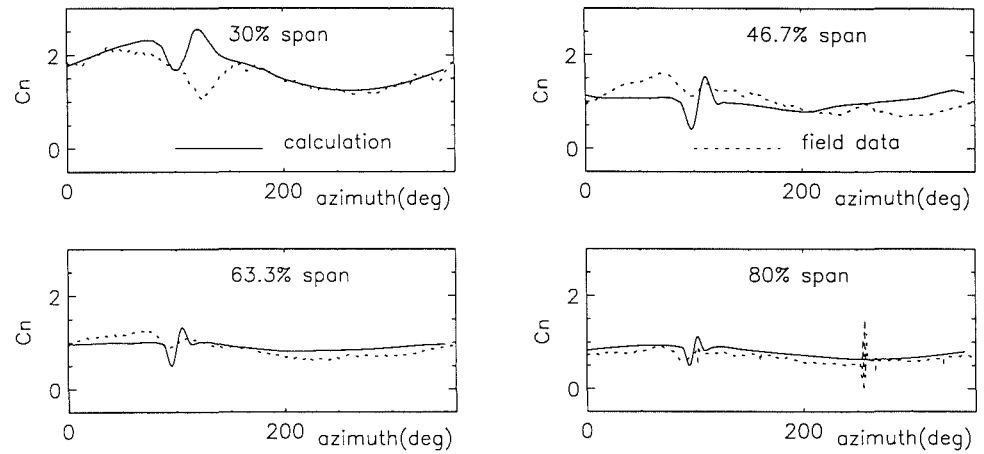 30% span
2
Cn
calculation
0
0
200
azimuth(deg)
46.7% span
2
Cn
field data
0
0
200
azimuth(deg)
63.3% span
2
Cn
0
0
200
azimuth(deg)
80% span
2
Cn
0
0
200
azimuth(deg)